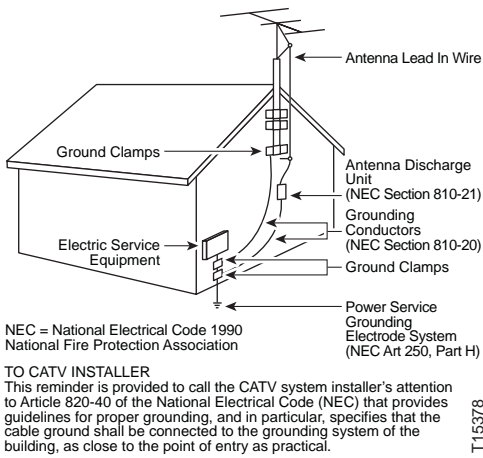 Antenna Lead In Wire
Ground Clamps
Antenna Discharge
Unit
(NEC Section 810-21)
Grounding
Conductors
(NEC Section 810-20)
Electric Service
Equipment
Ground Clamps
Power Service
Grounding
Electrode System
(NEC Art 250, Part H)
NEC = National Electrical Code 1990
National Fire Protection Association
TO CATV INSTALLER
This reminder is provided to call the CATV system installer's attention
to Article 820-40 of the National Electrical Code (NEC) that provides
guidelines for proper grounding, and in particular, specifies that the
cable ground shall be connected to the grounding system of the
building, as close to the point of entry as practical.
T15378